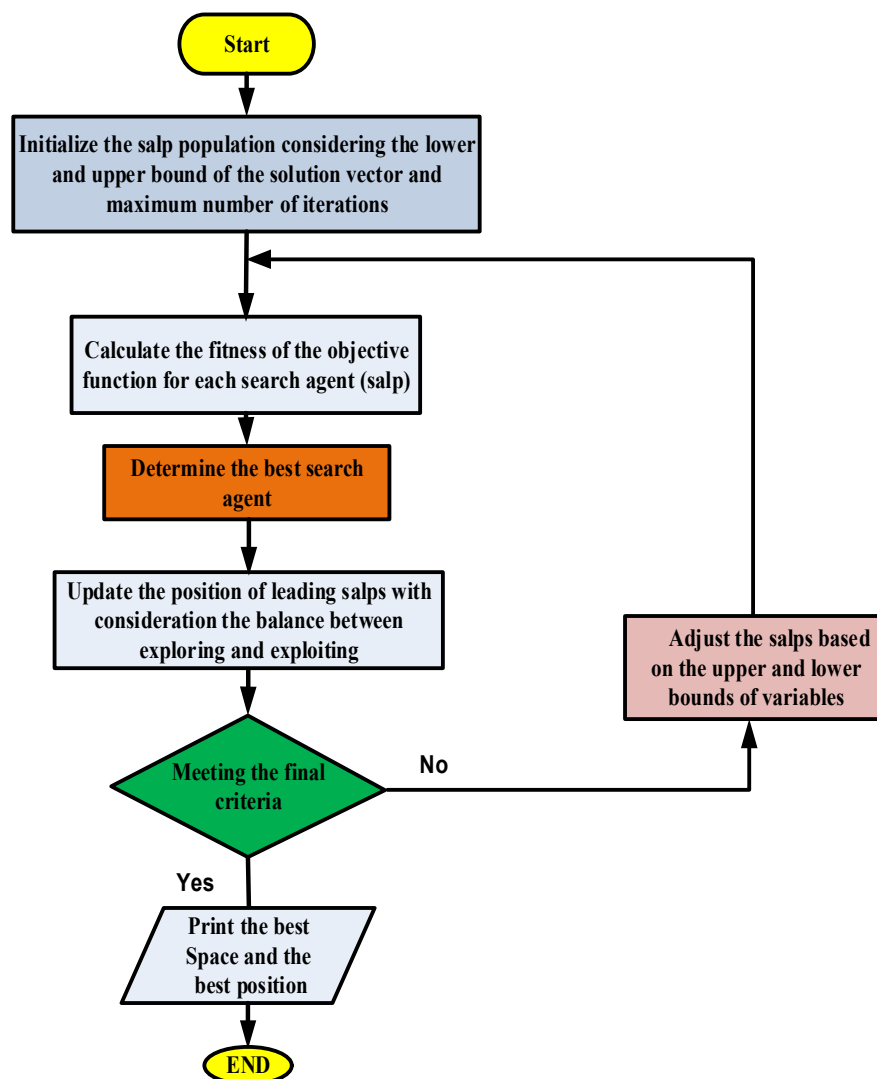 Start
Initialize the salp population considering the lower
and upper bound of the solution vector and
maximum number of iterations
Calculate the fitness of the objective
function for each search agent (salp)
Determine the best search
agent
Update the position of leading salps with
consideration the balance between
exploring and exploiting
Adjust the salps based
on the upper and lower
bounds of variables
Meeting the final
criteria
No
Yes
Print the best
Space and the
best position
END